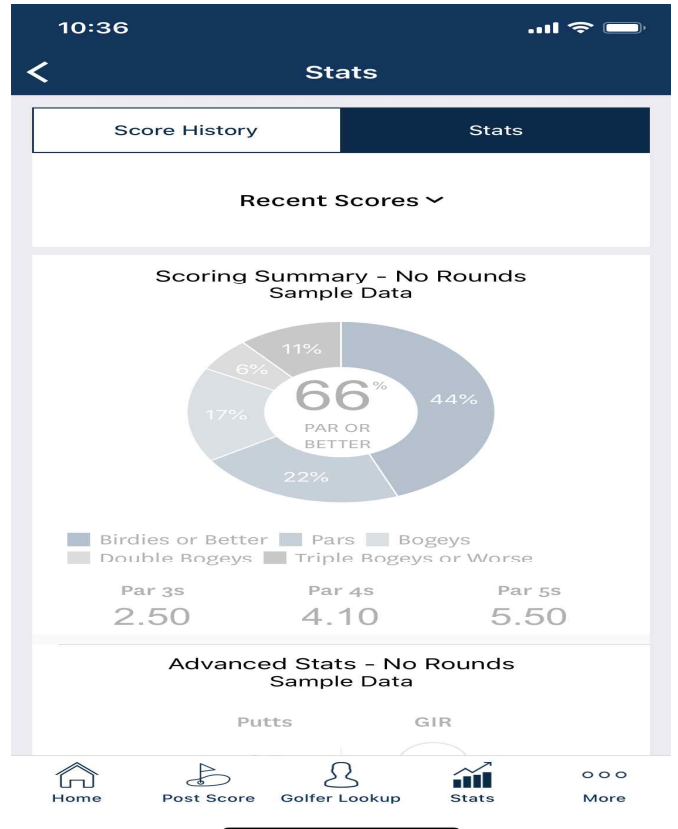 10:36
Stats
Score History Stats
Recent Scores
Scoring Summary - No Rounds
Sample Data
11%
6%
44%
17%
66%
PAR OR
BETTER
22%
Birdies or Better Pars Bogeys
Double Bogeys Triple Bogeys or Worse
Par 3s Par 4s Par 5s
2.50 4.10 5.50
Advanced Stats - No Rounds
Sample Data
Putts GIR
Home Post Score Golfer Lookup Stats More